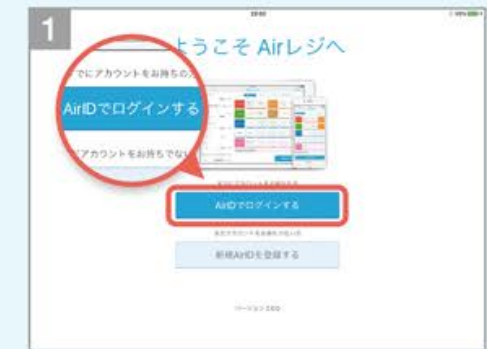 1
ようこそ Airレジへ
でにアカウントをお持ちの方
AirIDでログインする
アカウントをお持ちでない
AirIDでログインする
新規AirIDを登録する